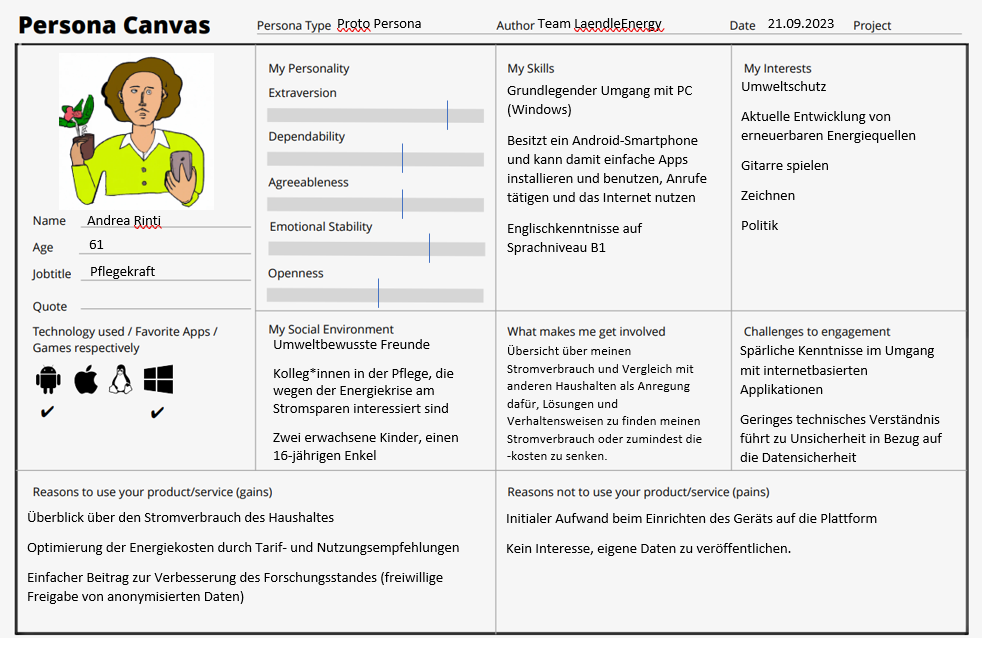 Persona Canvas
Persona Type Proto Persona
Author Team LaendleEnergy
Date 21.09.2023
Project
Name Andrea Rinti
Age 61
Jobtitle Pflegekraft
Quote
My Personality
Extraversion
Dependability
Agreeableness
Emotional Stability
Openness
My Skills
Grundlegender Umgang mit PC
(Windows)
Besitzt ein Android-Smartphone
und kann damit einfache Apps
installieren und benutzen, Anrufe
tätigen und das Internet nutzen
Englischkenntnisse auf
Sprachniveau B1
My Interests
Umweltschutz
Aktuelle Entwicklung von
erneuerbaren Energiequellen
Gitarre spielen
Zeichnen
Politik
Technology used / Favorite Apps /
Games respectively
My Social Environment
Umweltbewusste Freunde
Kolleg*innen in der Pflege, die
wegen der Energiekrise am
Stromsparen interessiert sind
Zwei erwachsene Kinder, einen
16-jährigen Enkel
What makes me get involved
Übersicht über meinen
Stromverbrauch und Vergleich mit
anderen Haushalten als Anregung
dafür, Lösungen und
Verhaltensweisen zu finden meinen
Stromverbrauch oder zumindest die
-kosten zu senken.
Challenges to engagement
Spärliche Kenntnisse im Umgang
mit internetbasierten
Applikationen
Geringes technisches Verständnis
führt zu Unsicherheit in Bezug auf
die Datensicherheit
Reasons to use your product/service (gains)
Überblick über den Stromverbrauch des Haushaltes
Optimierung der Energiekosten durch Tarif- und Nutzungsempfehlungen
Einfacher Beitrag zur Verbesserung des Forschungsstandes (freiwillige
Freigabe von anonymisierten Daten)
Reasons not to use your product/service (pains)
Initialer Aufwand beim Einrichten des Geräts auf die Plattform
Kein Interesse, eigene Daten zu veröffentlichen.